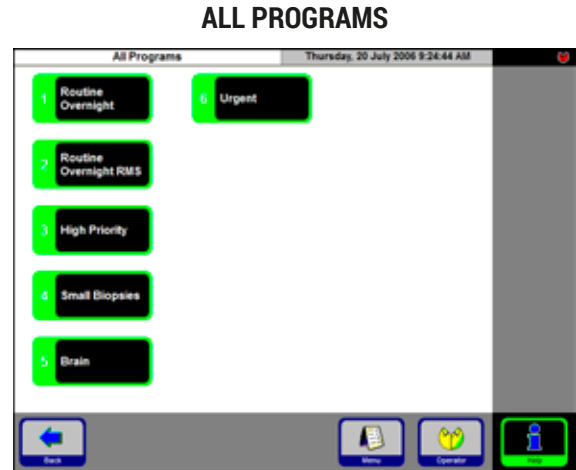 ALL PROGRAMS
All Programs
Thursday, 20 July 2006 9:24:44 AM
1 Routine
Overnight
6 Urgent
2 Routine
Overnight RMS
3 High Priority
4 Small Biopsies
5 Brain
Back
Menu
Operator
Help